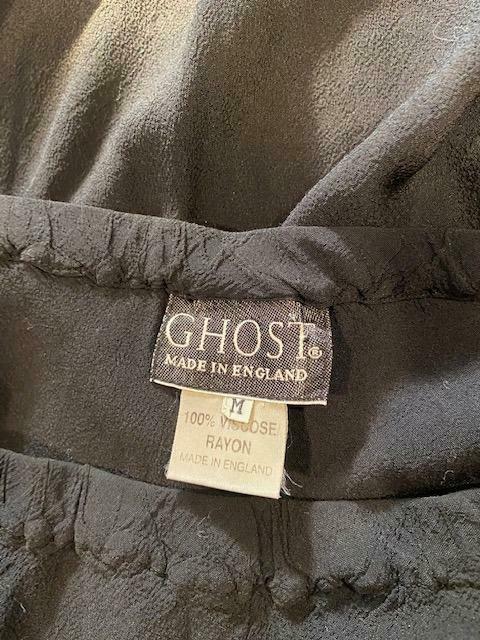 GHOST®
MADE IN ENGLAND
M
100% VISCOSE
RAYON
MADE IN ENGLAND